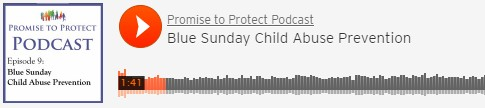 PROMISE TO PROTECT
PODCAST
Episode 9:
Blue Sunday
Child Abuse Prevention
Promise to Protect Podcast
Blue Sunday Child Abuse Prevention
1:41